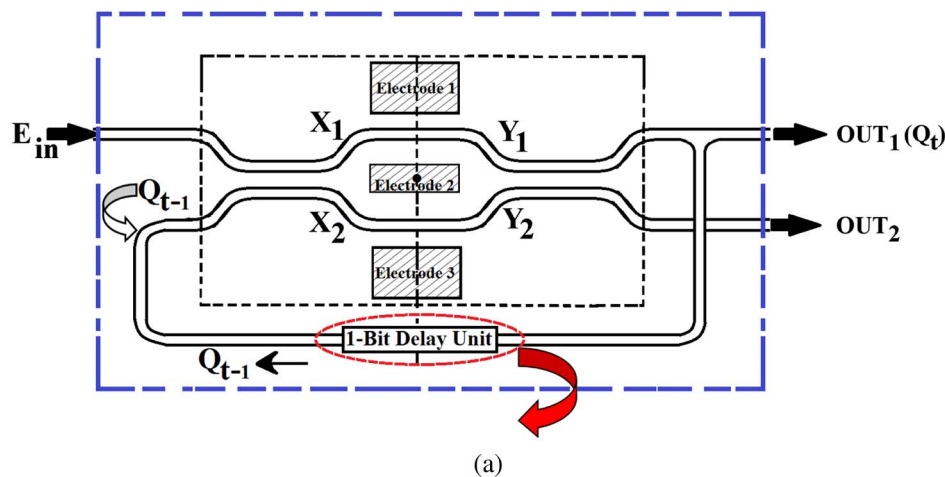 Electrode 1
E in
X1
Y1
OUT1 (Qt)
Electrode 2
Qt-1
X2
Y2
OUT2
Electrode 3
1-Bit Delay Unit
Qt-1
(a)